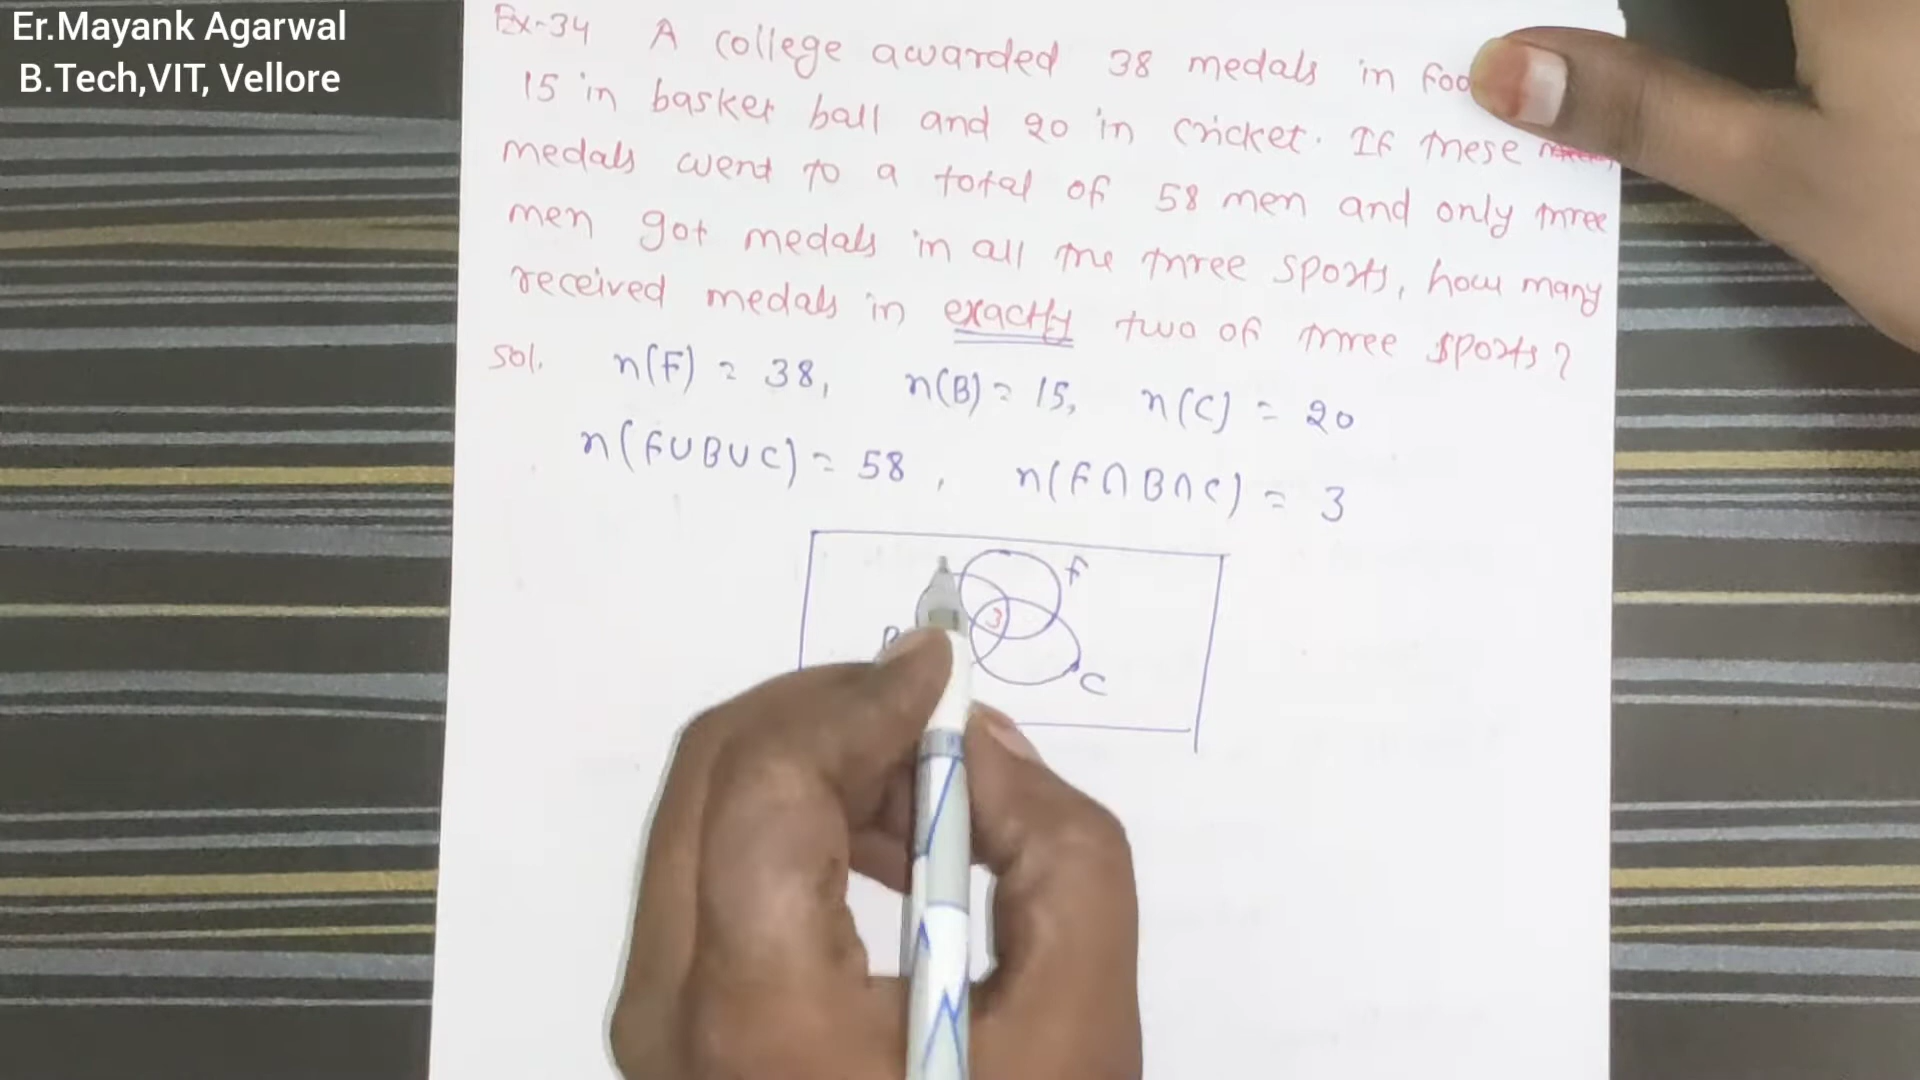 Er.Mayank Agarwal
B.Tech,VIT, Vellore
Ex-34 A college awarded 38 medals in
15 in basket ball and 20 in cricket. If these
medals went to a total of 58 men and only three
men got medals in all the three sports, how many
received medals in exactly two of three sports?
Sol. n(F) = 38, n(B) = 15, n(C) = 20
n(F∪B∪C) = 58, n(F∩B∩C) = 3
F
3
C